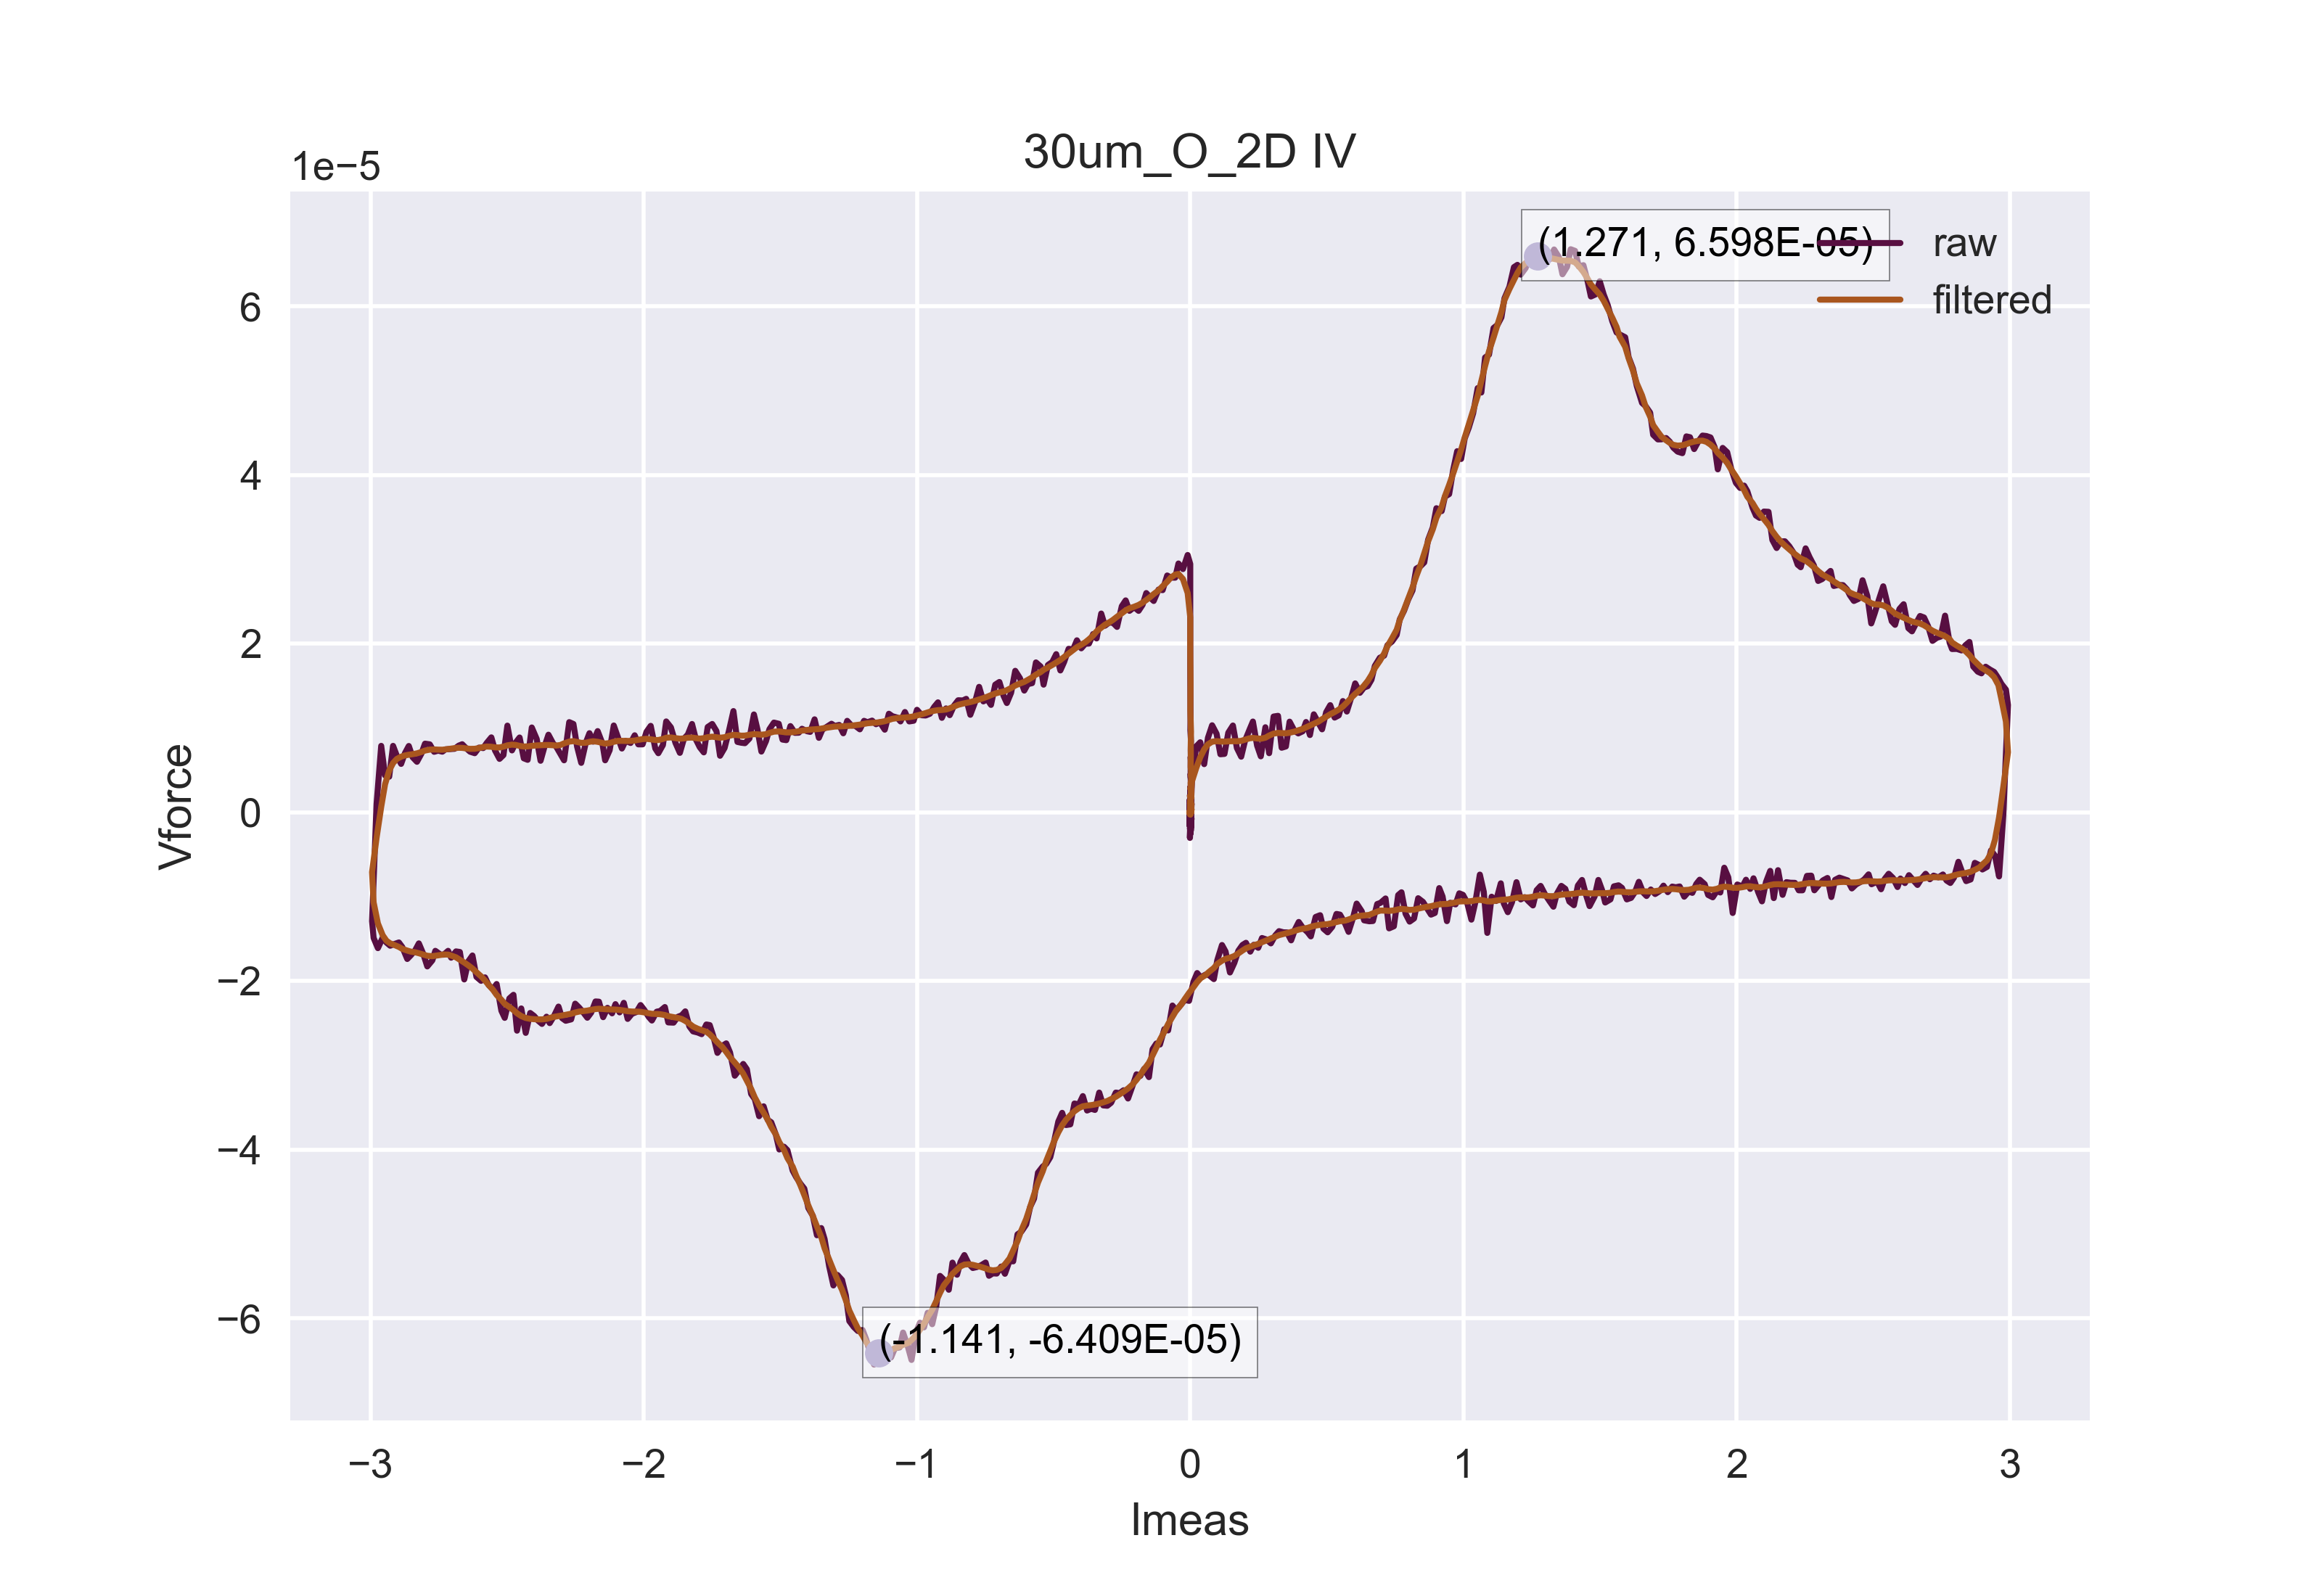 30um_O_2D IV
1e−5
(1.271, 6.598E-05)
raw
filtered
6
4
2
0
−2
−4
−6
Vforce
(-1.141, -6.409E-05)
−3
−2
−1
0
1
2
3
Imeas